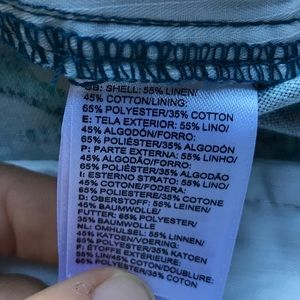 GB: SHELL: 55% LINEN/
45% COTTON/LINING:
65% POLYESTER/35% COTTON
E: TELA EXTERIOR: 55% LINO/
45% ALGODÓN/FORRO:
65% POLIÉSTER/35% ALGODÓN
P: PARTE EXTERNA: 55% LINHO/
45% ALGODÃO/FORRO:
65% POLIÉSTER/35% ALGODÃO
I: ESTERNO STRATO: 55% LINO/
45% COTONE/FODERA:
65% POLIESTERE/35% COTONE
D: OBERSTOFF: 55% LEINEN/
45% BAUMWOLLE/
FUTTER: 65% POLYESTER/
35% BAUMWOLLE
NL: OMHULSEL: 55% LINNEN/
45% KATOEN/VOERING:
65% POLYESTER/35% KATOEN
F: ÉTOFFE EXTÉRIEURE:
55% LIN/45% COTON/DOUBLURE:
65% POLYESTER/35% COTON